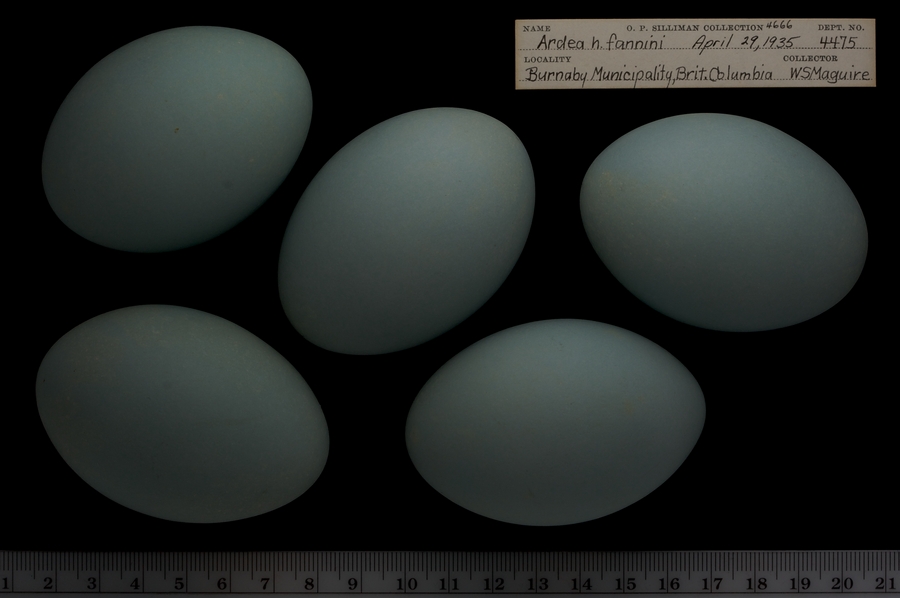 NAME O. P. SILLIMAN COLLECTION 4666 DEPT. NO.
Ardea h. fannini April 29, 1935 4475
LOCALITY COLLECTOR
Burnaby Municipality, Brit. Columbia WSMaguire
1 2 3 4 5 6 7 8 9 10 11 12 13 14 15 16 17 18 19 20 21